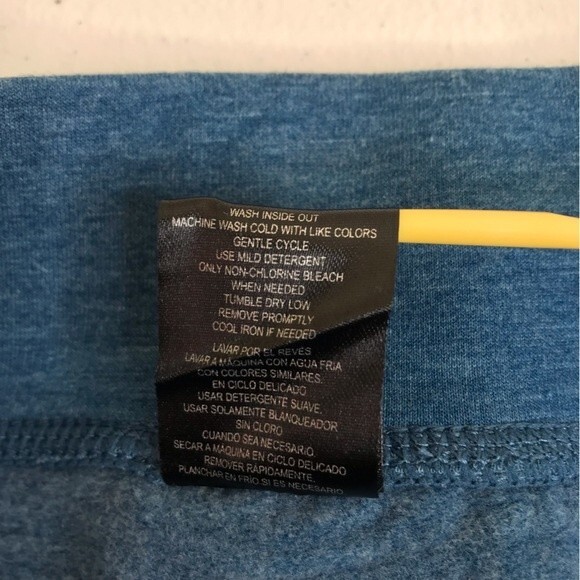 WASH INSIDE OUT
MACHINE WASH COLD WITH LIKE COLORS
GENTLE CYCLE
USE MILD DETERGENT
ONLY NON-CHLORINE BLEACH
WHEN NEEDED
TUMBLE DRY LOW
REMOVE PROMPTLY
COOL IRON IF NEEDED
LAVAR POR EL REVES
LAVAR A MAQUINA CON AGUA FRIA
CON COLORES SIMILARES.
EN CICLO DELICADO
USAR DETERGENTE SUAVE.
USAR SOLAMENTE BLANQUEADOR
SIN CLORO
CUANDO SEA NECESARIO
SECAR A MAQUINA EN CICLO DELICADO
REMOVER RAPIDAMENTE.
PLANCHAR EN FRIO SI ES NECESARIO